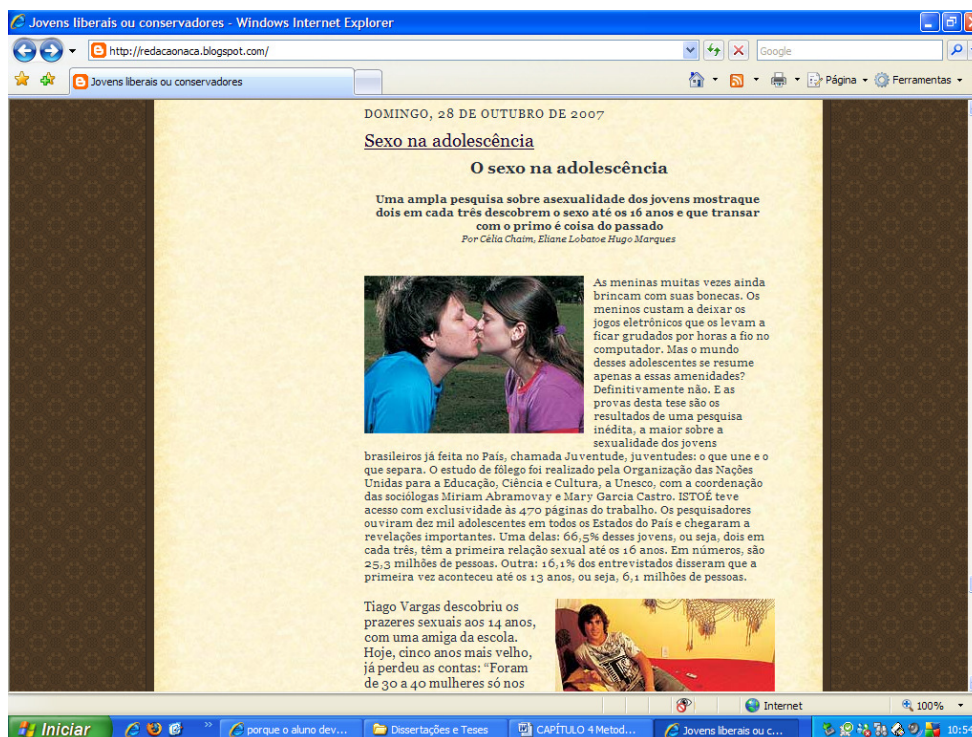 Jovens liberais ou conservadores - Windows Internet Explorer
http://redacaonaca.blogspot.com/
Google
Jovens liberais ou conservadores
Página
Ferramentas
DOMINGO, 28 DE OUTUBRO DE 2007
Sexo na adolescência
O sexo na adolescência
Uma ampla pesquisa sobre asexualidade dos jovens mostraque
dois em cada três descobrem o sexo até os 16 anos e que transar
com o primo é coisa do passado
Por Célia Chaim, Eliane Lobatoe Hugo Marques
As meninas muitas vezes ainda
brincam com suas bonecas. Os
meninos custam a deixar os
jogos eletrônicos que os levam a
ficar grudados por horas a fio no
computador. Mas o mundo
desses adolescentes se resume
apenas a essas amenidades?
Definitivamente não. E as
provas desta tese são os
resultados de uma pesquisa
inédita, a maior sobre a
sexualidade dos jovens
brasileiros já feita no País, chamada Juventude, juventudes: o que une e o
que separa. O estudo de fôlego foi realizado pela Organização das Nações
Unidas para a Educação, Ciência e Cultura, a Unesco, com a coordenação
das sociólogas Miriam Abramovay e Mary Garcia Castro. ISTOÉ teve
acesso com exclusividade às 470 páginas do trabalho. Os pesquisadores
ouviram dez mil adolescentes em todos os Estados do País e chegaram a
revelações importantes. Uma delas: 66,5% desses jovens, ou seja, dois em
cada três, têm a primeira relação sexual até os 16 anos. Em números, são
25,3 milhões de pessoas. Outra: 16,1% dos entrevistados disseram que a
primeira vez aconteceu até os 13 anos, ou seja, 6,1 milhões de pessoas.
Tiago Vargas descobriu os
prazeres sexuais aos 14 anos,
com uma amiga da escola.
Hoje, cinco anos mais velho,
já perdeu as contas: “Foram
de 30 a 40 mulheres só nos
Internet
100%
Iniciar
porque o aluno dev...
Dissertações e Teses
CAPÍTULO 4 Metod...
Jovens liberais ou c...
10:54